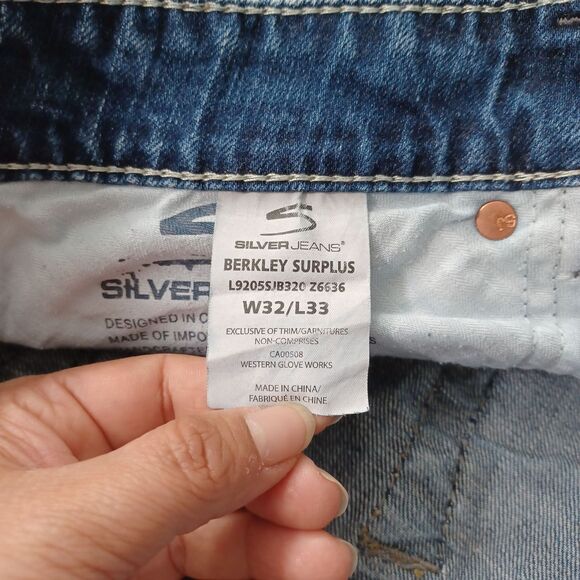 SILVER JEANS®
BERKLEY SURPLUS
L9205SJB320 Z6636
W32/L33
EXCLUSIVE OF TRIM/GARNITURES
NON-COMPRISES
CA00508
WESTERN GLOVE WORKS
MADE IN CHINA/
FABRIQUÉ EN CHINE
SILVER
DESIGNED IN C
MADE OF IMPO